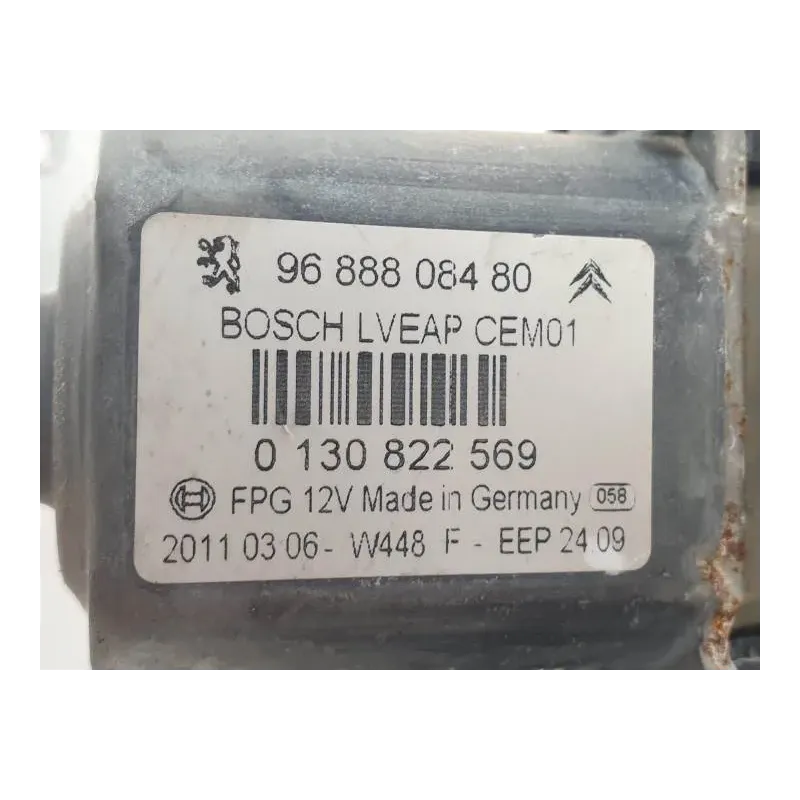 96 888 084 80
BOSCH LVEAP CEM01
0 130 822 569
FPG 12V Made in Germany 058
2011 03 06- W448 F - EEP 24.09